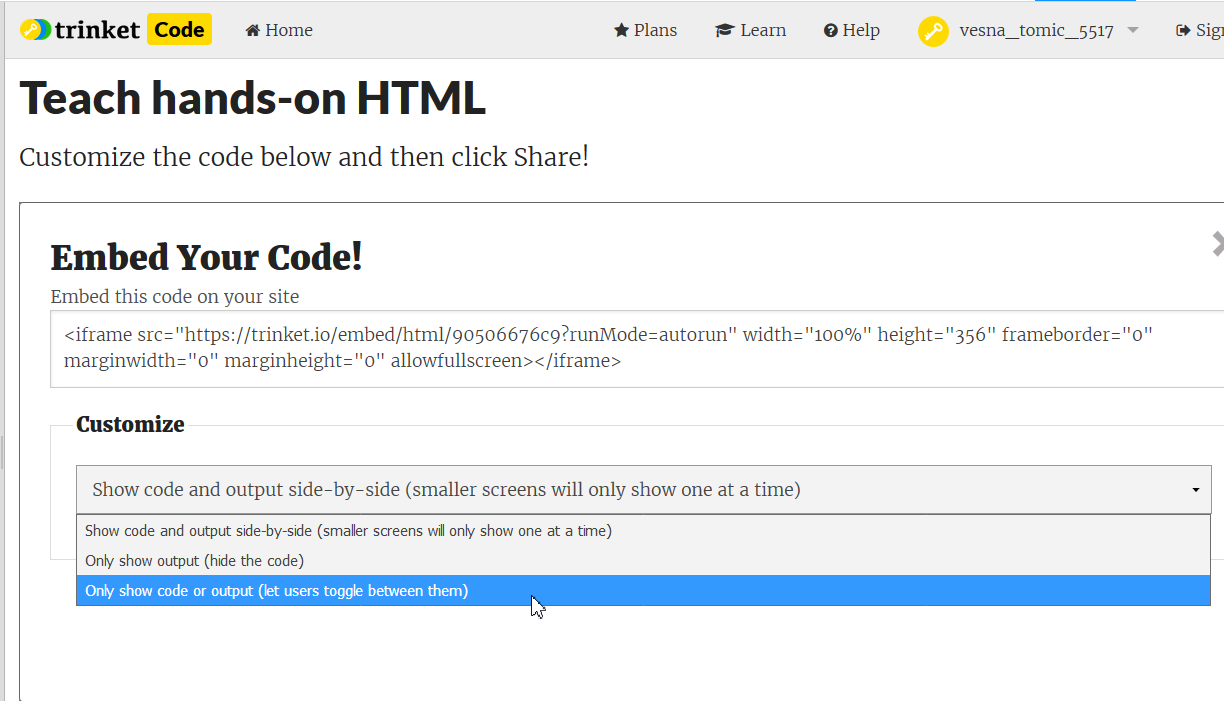 trinket Code Home Plans Learn Help vesna_tomic_5517
Teach hands-on HTML
Customize the code below and then click Share!
Embed Your Code!
Embed this code on your site
<iframe src="https://trinket.io/embed/html/90506676c9?runMode=autorun" width="100%" height="356" frameborder="0"
marginwidth="0" marginheight="0" allowfullscreen></iframe>
Customize
Show code and output side-by-side (smaller screens will only show one at a time)
Show code and output side-by-side (smaller screens will only show one at a time)
Only show output (hide the code)
Only show code or output (let users toggle between them)